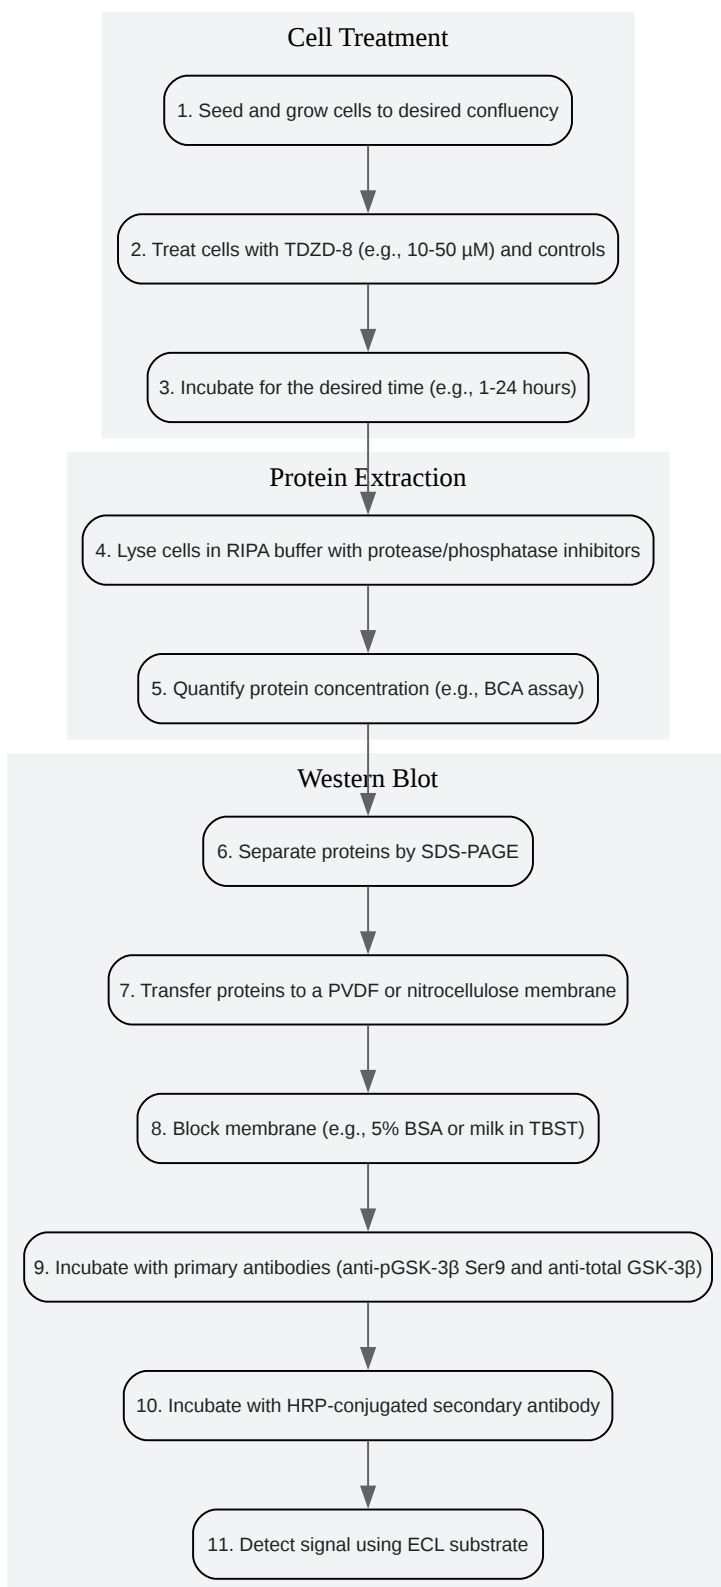 Cell Treatment
1. Seed and grow cells to desired confluency
2. Treat cells with TDZD-8 (e.g., 10-50 µM) and controls
3. Incubate for the desired time (e.g., 1-24 hours)
Protein Extraction
4. Lyse cells in RIPA buffer with protease/phosphatase inhibitors
5. Quantify protein concentration (e.g., BCA assay)
Western Blot
6. Separate proteins by SDS-PAGE
7. Transfer proteins to a PVDF or nitrocellulose membrane
8. Block membrane (e.g., 5% BSA or milk in TBST)
9. Incubate with primary antibodies (anti-pGSK-3β Ser9 and anti-total GSK-3β)
10. Incubate with HRP-conjugated secondary antibody
11. Detect signal using ECL substrate